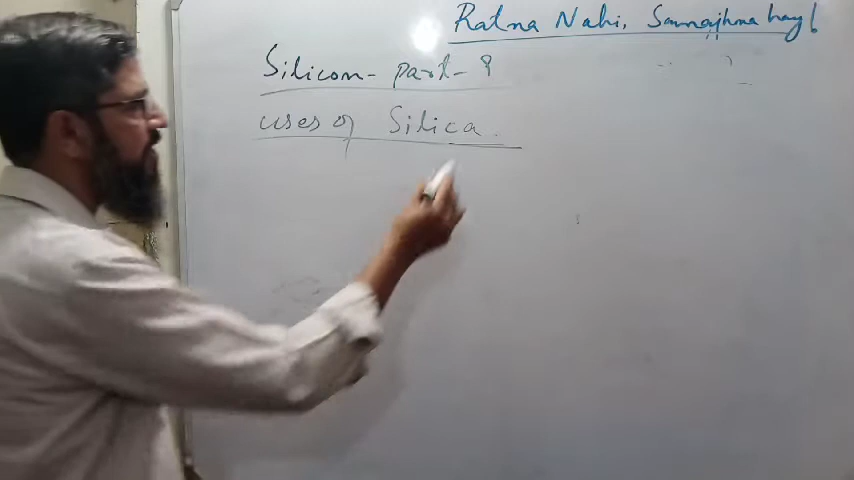 Ratna Nahi, Samajhna hay!
Silicon - part - 9
uses of Silica.